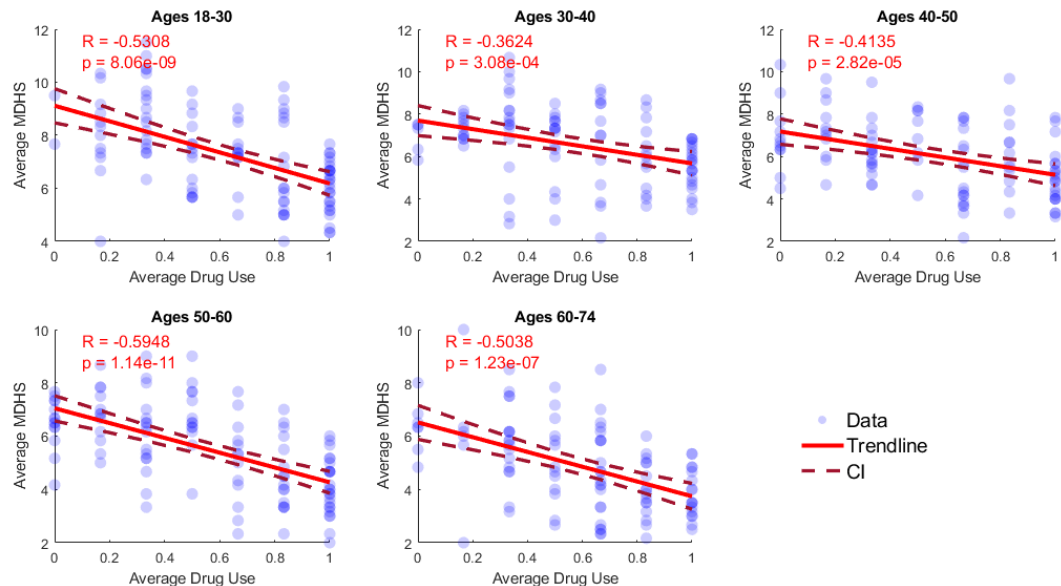 Ages 18-30
R = -0.5308
p = 8.06e-09
12
10
8
6
4
0 0.2 0.4 0.6 0.8 1
Average MDHS
Average Drug Use
Ages 30-40
R = -0.3624
p = 3.08e-04
12
10
8
6
4
2
0 0.2 0.4 0.6 0.8 1
Average MDHS
Average Drug Use
Ages 40-50
R = -0.4135
p = 2.82e-05
12
10
8
6
4
2
0 0.2 0.4 0.6 0.8 1
Average MDHS
Average Drug Use
Ages 50-60
R = -0.5948
p = 1.14e-11
10
8
6
4
2
0 0.2 0.4 0.6 0.8 1
Average MDHS
Average Drug Use
Ages 60-74
R = -0.5038
p = 1.23e-07
10
8
6
4
2
0 0.2 0.4 0.6 0.8 1
Average MDHS
Average Drug Use
Data
Trendline
CI